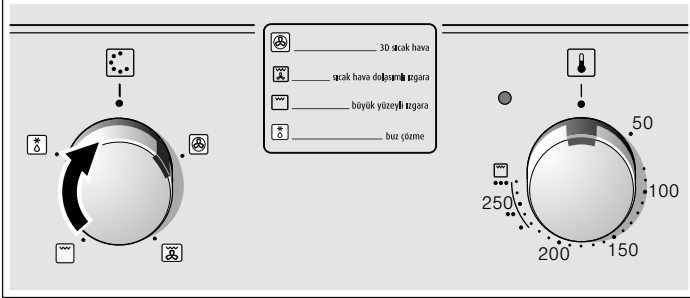 3D sıcak hava
sıcak hava dolaşımlı ızgara
büyük yüzeyli ızgara
buz çözme
50
100
150
200
250